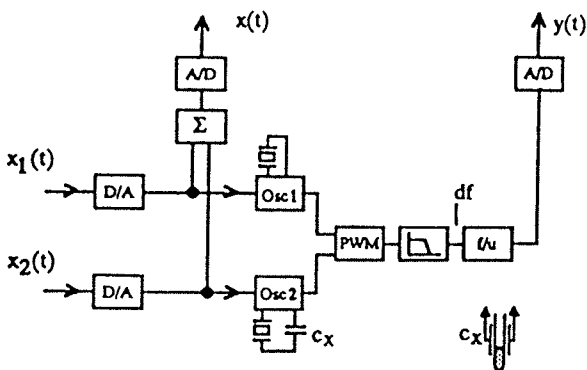 x(t)
y(t)
A/D
A/D
Σ
x1(t)
D/A
Osc1
df
PWM
f/u
x2(t)
D/A
Osc2
cx
cx